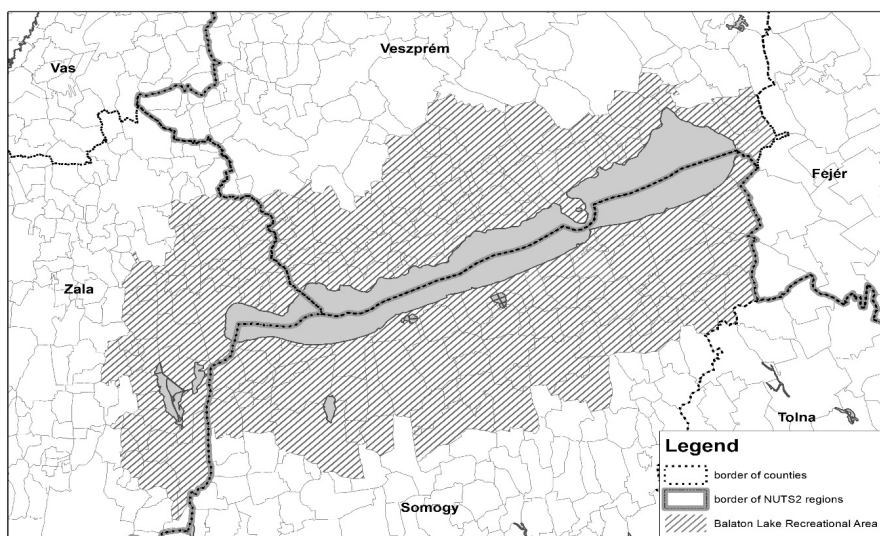 Veszprém
Vas
Fejér
Zala
Tolna
Somogy
Legend
border of counties
border of NUTS2 regions
Balaton Lake Recreational Area